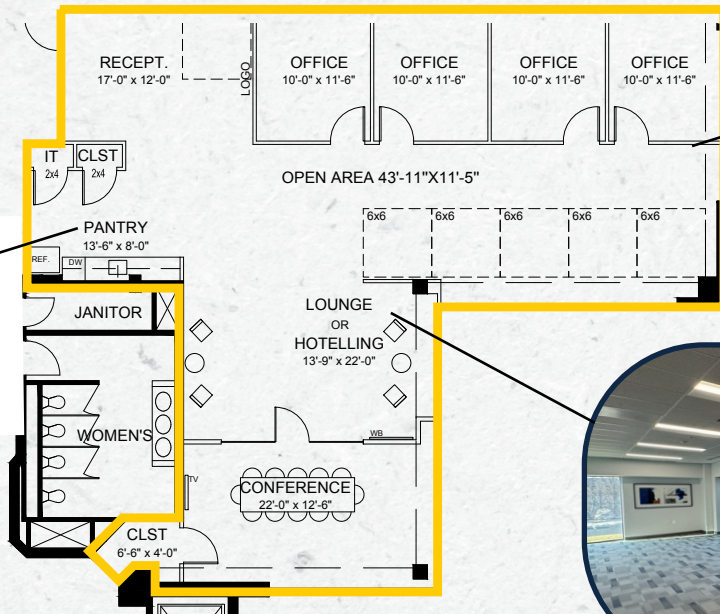 RECEPT.
17'-0" x 12'-0"
LOGO
OFFICE
10'-0" x 11'-6"
OFFICE
10'-0" x 11'-6"
OFFICE
10'-0" x 11'-6"
OFFICE
10'-0" x 11'-6"
IT
2x4
CLST
2x4
OPEN AREA 43'-11"X11'-5"
6x6
6x6
6x6
6x6
6x6
PANTRY
13'-6" x 8'-0"
REF.
DW
JANITOR
LOUNGE
OR
HOTELLING
13'-9" x 22'-0"
WOMEN'S
WB
TV
CONFERENCE
22'-0" x 12'-6"
CLST
6'-6" x 4'-0"